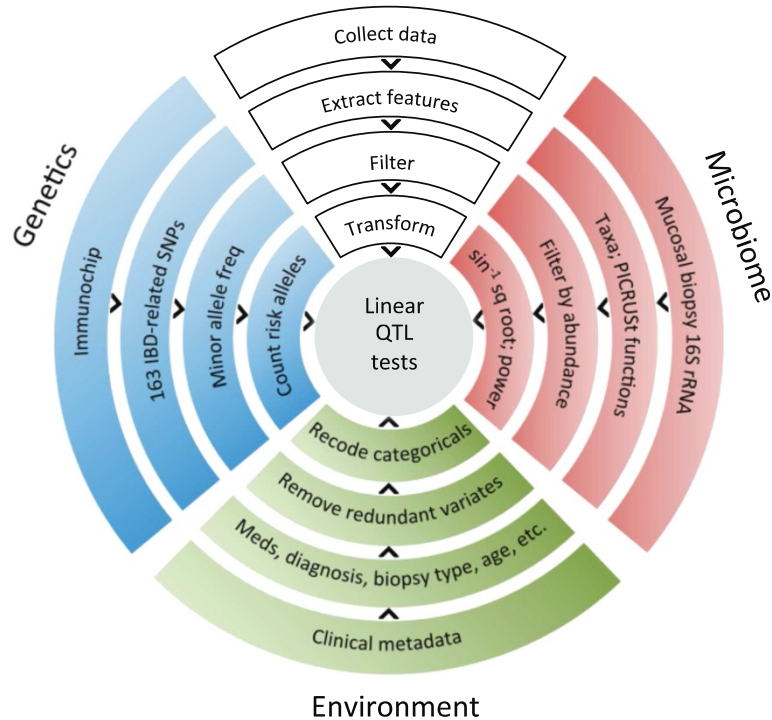 Collect data
Extract features
Filter
Transform
Linear
QTL
tests
Genetics
Immunochip
163 IBD-related SNPs
Minor allele freq
Count risk alleles
Microbiome
Mucosal biopsy 16S rRNA
Taxa; PICRUSt functions
Filter by abundance
sin⁻¹ sq root; power
Recode categoricals
Remove redundant variates
Meds, diagnosis, biopsy type, age, etc.
Clinical metadata
Environment